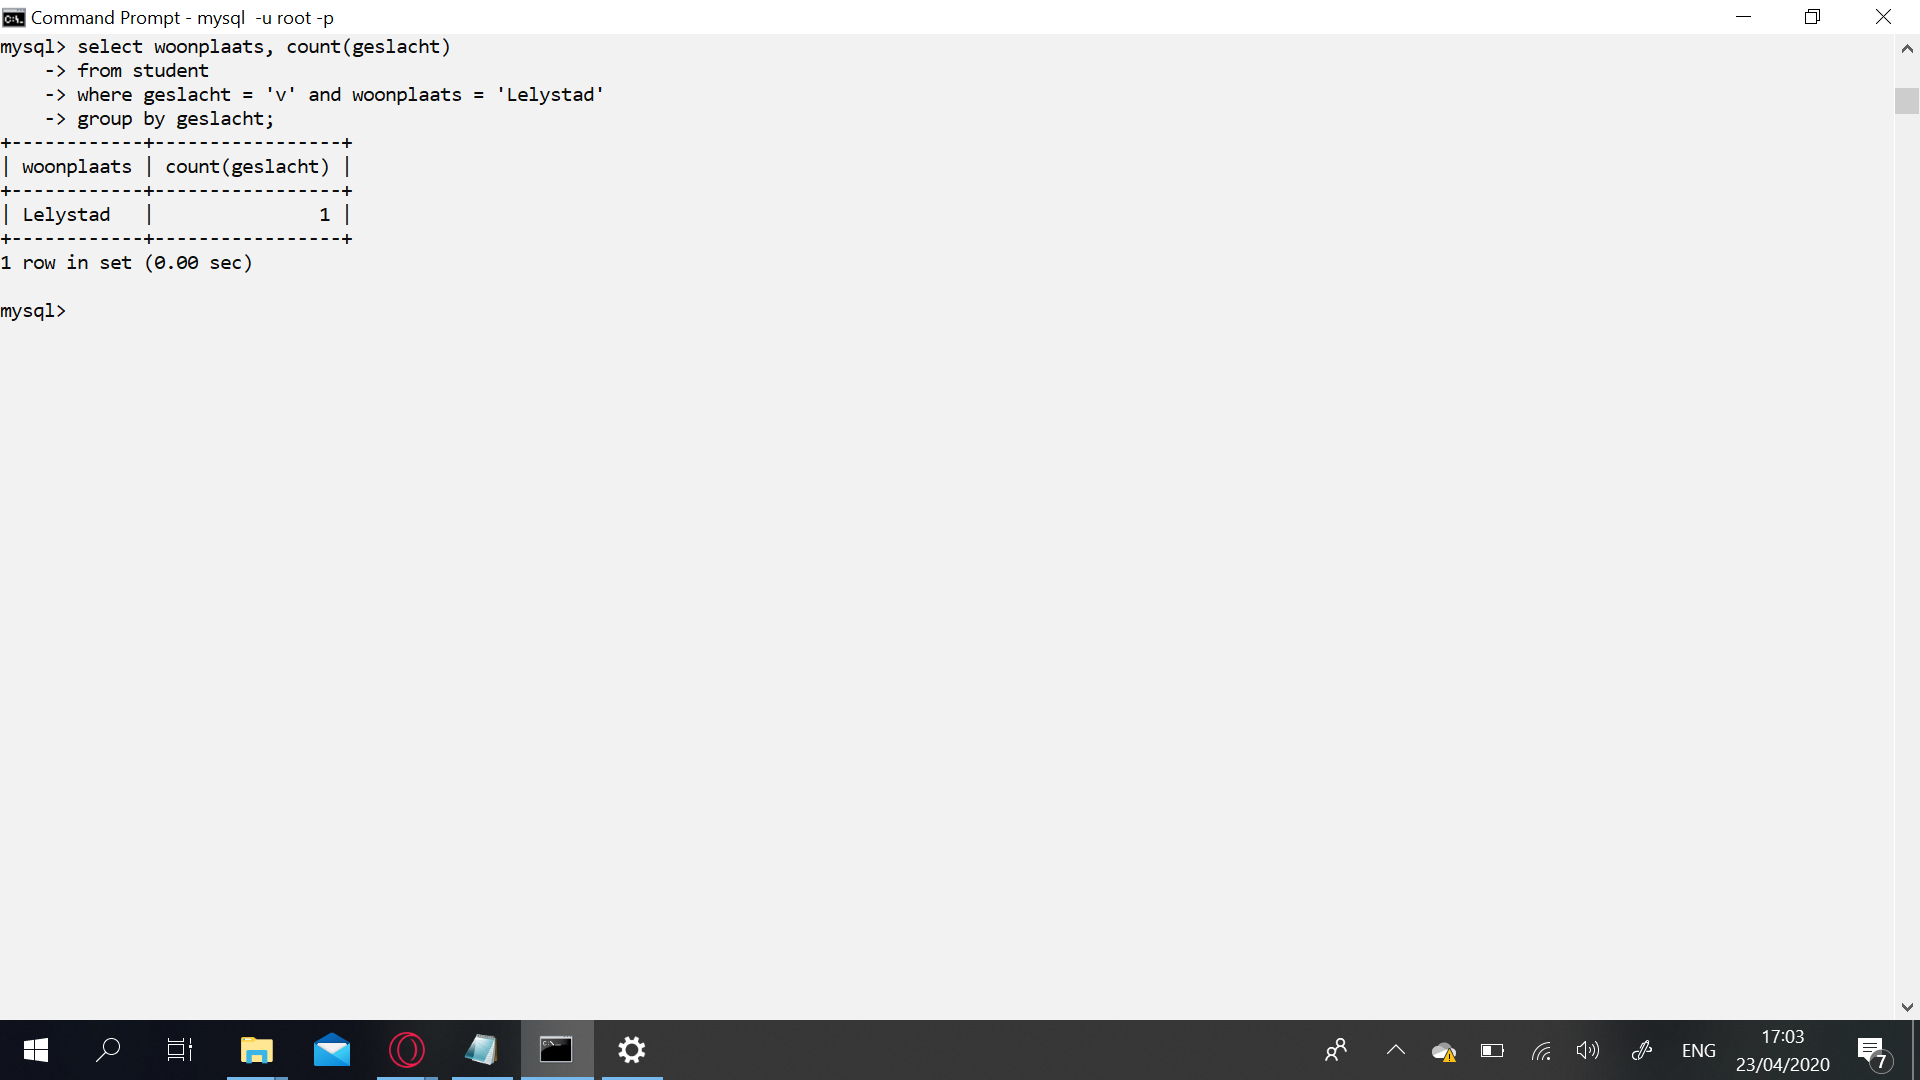 Command Prompt - mysql  -u root -p
mysql> select woonplaats, count(geslacht)
    -> from student
    -> where geslacht = 'v' and woonplaats = 'Lelystad'
    -> group by geslacht;
+------------+-----------------+
| woonplaats | count(geslacht) |
+------------+-----------------+
| Lelystad   |               1 |
+------------+-----------------+
1 row in set (0.00 sec)

mysql>
ENG
17:03
23/04/2020
7